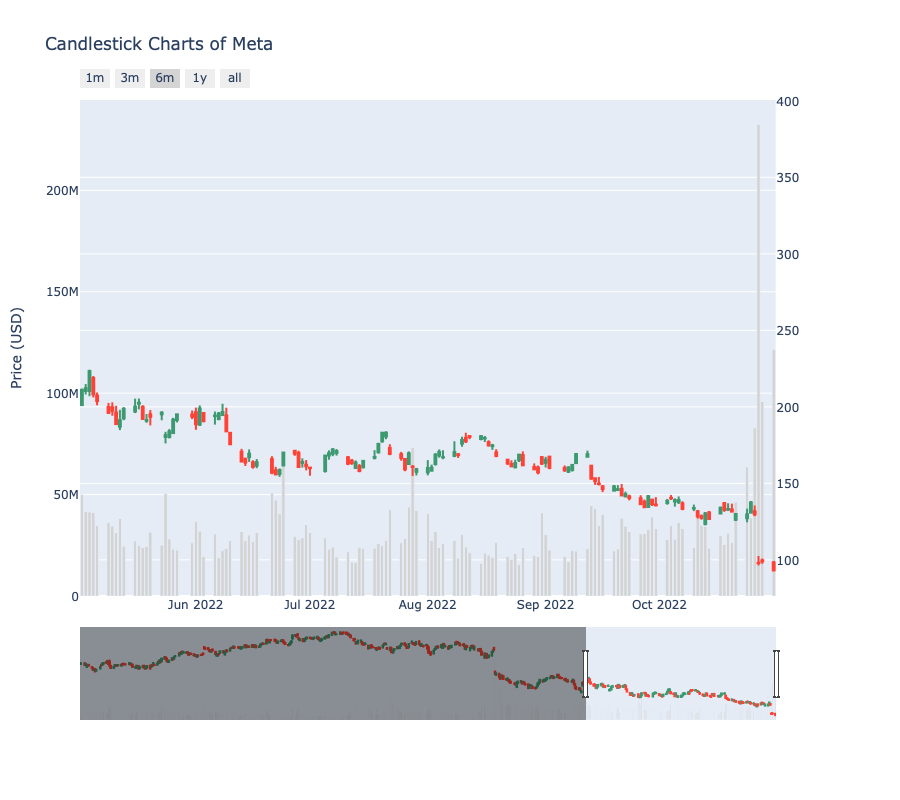 Candlestick Charts of Meta
1m 3m 6m 1y all
400
350
200M
300
150M
250
Price (USD)
100M
200
150
50M
100
0
Jun 2022 Jul 2022 Aug 2022 Sep 2022 Oct 2022